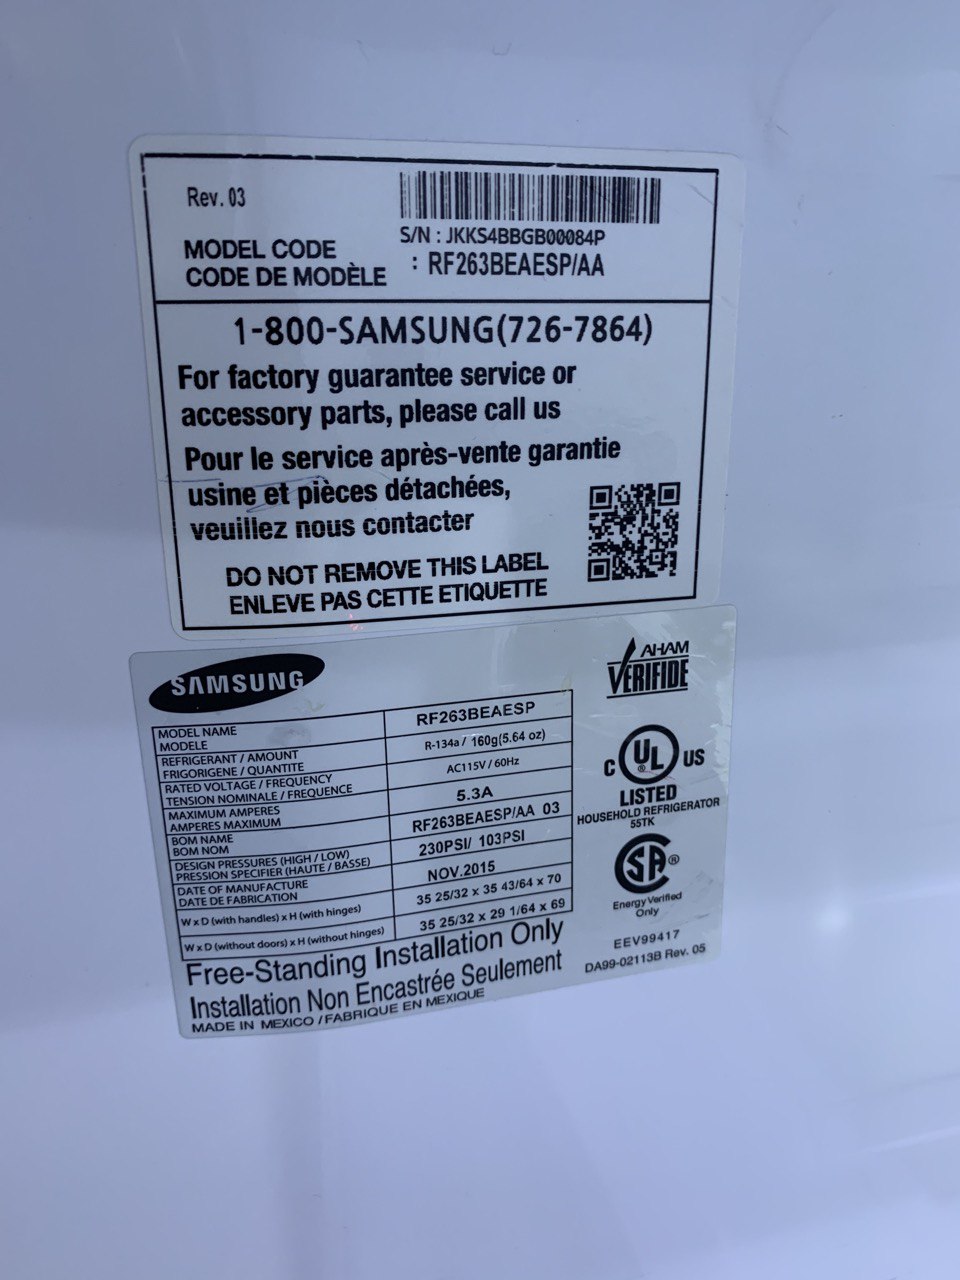 Rev. 03
S/N : JKKS4BBGB00084P
MODEL CODE
CODE DE MODÈLE : RF263BEAESP/AA
1-800-SAMSUNG(726-7864)
For factory guarantee service or
accessory parts, please call us
Pour le service après-vente garantie
usine et pièces détachées,
veuillez nous contacter
DO NOT REMOVE THIS LABEL
ENLEVE PAS CETTE ETIQUETTE
SAMSUNG
AHAM
VERIFIDE
MODEL NAME
MODELE
RF263BEAESP
REFRIGERANT / AMOUNT
FRIGORIGENE / QUANTITE
R-134a / 160g(5.64 oz)
RATED VOLTAGE / FREQUENCY
TENSION NOMINALE / FREQUENCE
AC115V / 60Hz
MAXIMUM AMPERES
AMPERES MAXIMUM
5.3A
BOM NAME
BOM NOM
RF263BEAESP/AA 03
DESIGN PRESSURES (HIGH / LOW)
PRESSION SPECIFIER (HAUTE / BASSE)
230PSI/ 103PSI
DATE OF MANUFACTURE
DATE DE FABRICATION
NOV.2015
W x D (with handles) x H (with hinges)
35 25/32 x 35 43/64 x 70
W x D (without doors) x H (without hinges)
35 25/32 x 29 1/64 x 69
C UL ® US
LISTED
HOUSEHOLD REFRIGERATOR
55TK
SA ®
Energy Verified
Only
Free-Standing Installation Only
Installation Non Encastrée Seulement
MADE IN MEXICO / FABRIQUE EN MEXIQUE
EEV99417
DA99-02113B Rev. 05